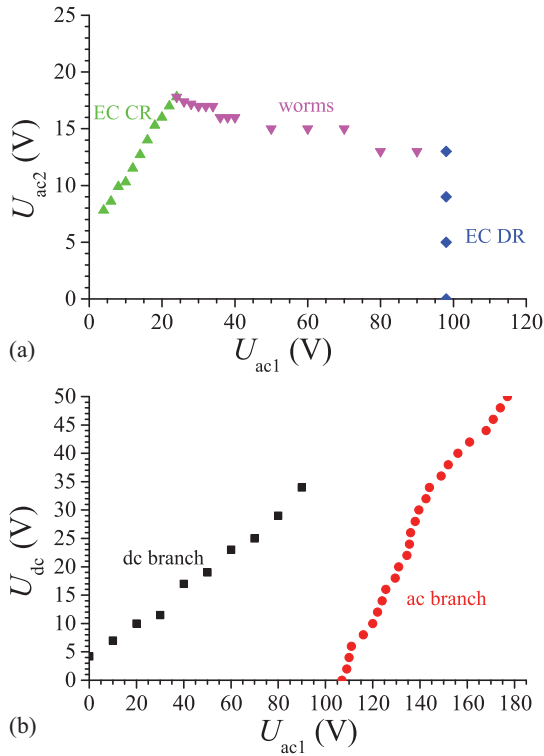 25
20
15
10
5
0
U_ac2 (V)
EC CR
worms
EC DR
0 20 40 60 80 100 120
(a)
U_ac1 (V)
50
45
40
35
30
25
20
15
10
5
0
U_dc (V)
dc branch
ac branch
0 20 40 60 80 100 120 140 160 180
(b)
U_ac1 (V)